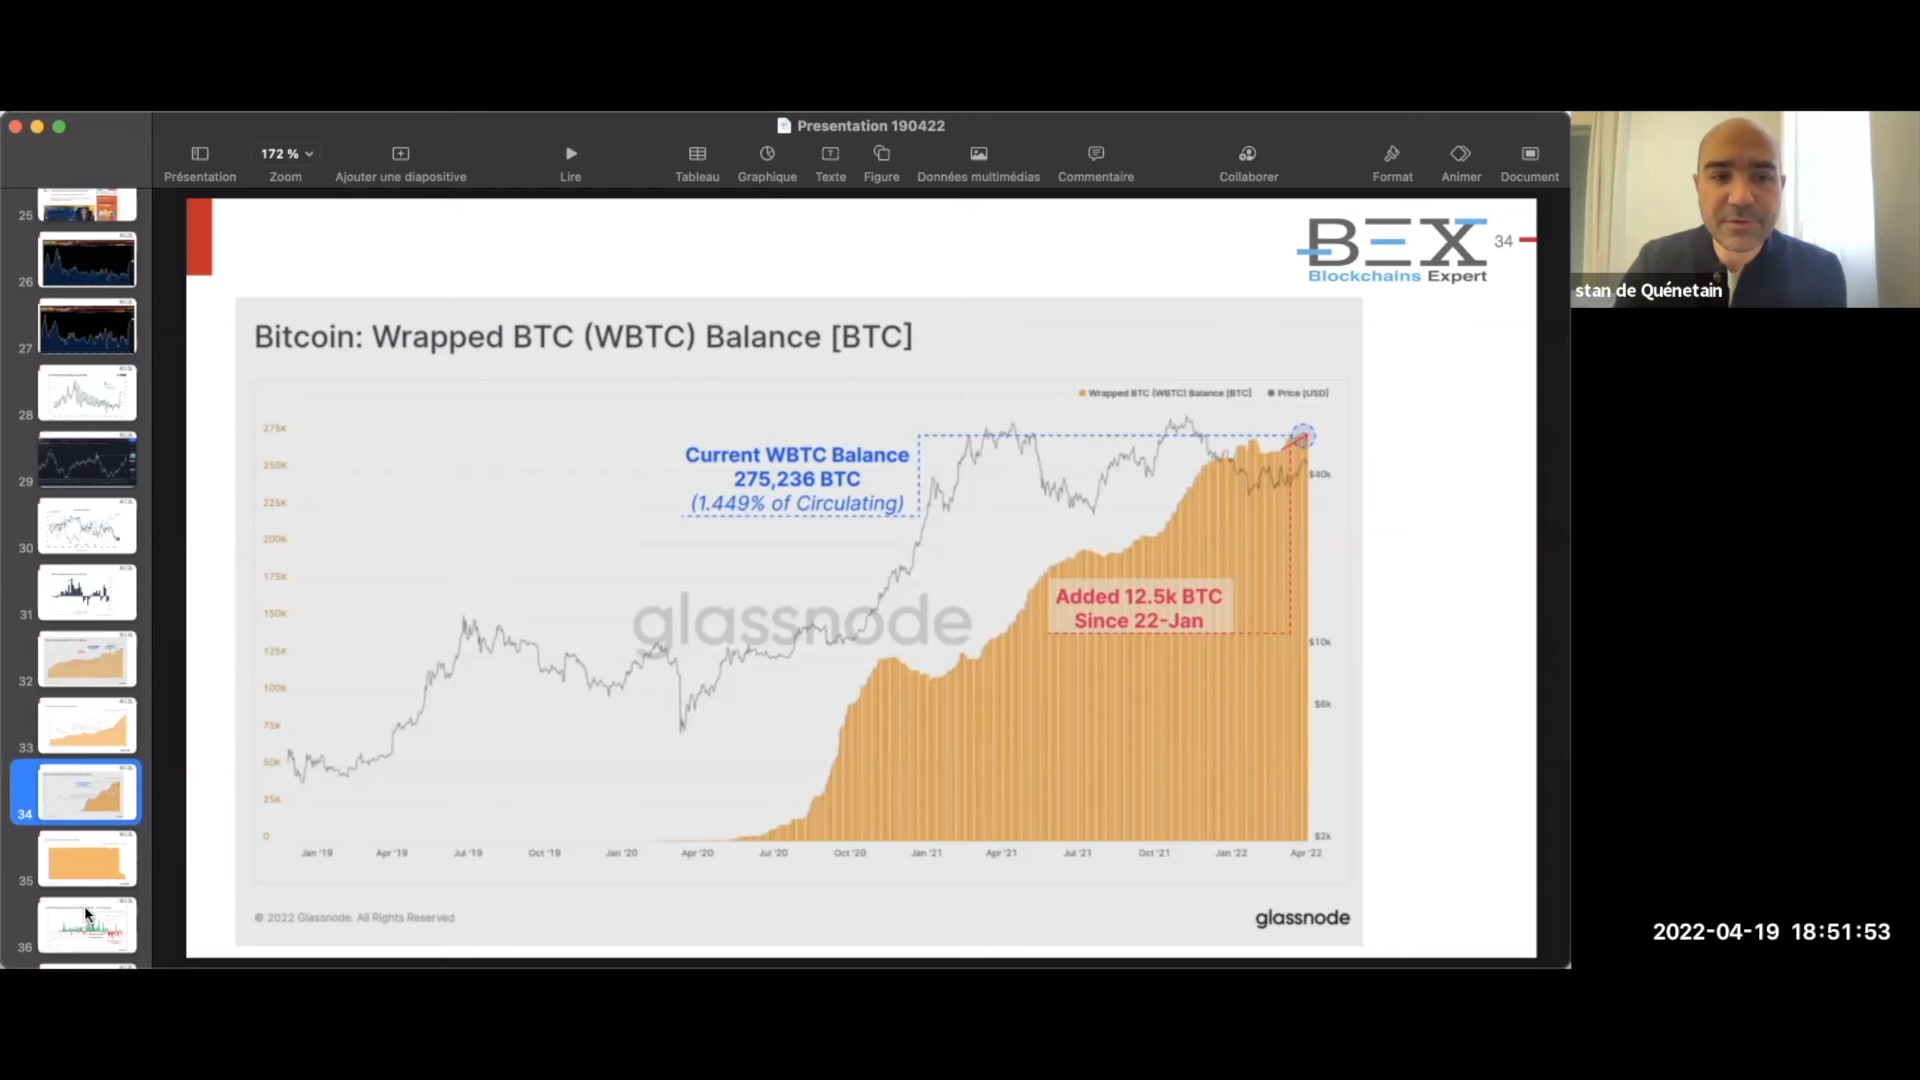 Presentation 190422
172 %
Présentation
Zoom
Ajouter une diapositive
Lire
Tableau
Graphique
Texte
Figure
Données multimédias
Commentaire
Collaborer
Format
Animer
Document
25
26
27
28
29
30
31
32
33
34
35
36
BEX
Blockchains Expert
34
Bitcoin: Wrapped BTC (WBTC) Balance [BTC]
Wrapped BTC (WBTC) Balance [BTC]
Price [USD]
275K
250K
225K
200K
175K
150K
125K
100K
75K
50K
25K
0
Current WBTC Balance
275,236 BTC
(1.449% of Circulating)
Added 12.5k BTC
Since 22-Jan
glassnode
$40k
$10k
$6k
$2k
Jan '19
Apr '19
Jul '19
Oct '19
Jan '20
Apr '20
Jul '20
Oct '20
Jan '21
Apr '21
Jul '21
Oct '21
Jan '22
Apr '22
© 2022 Glassnode. All Rights Reserved
glassnode
stan de Quénetain
2022-04-19 18:51:53